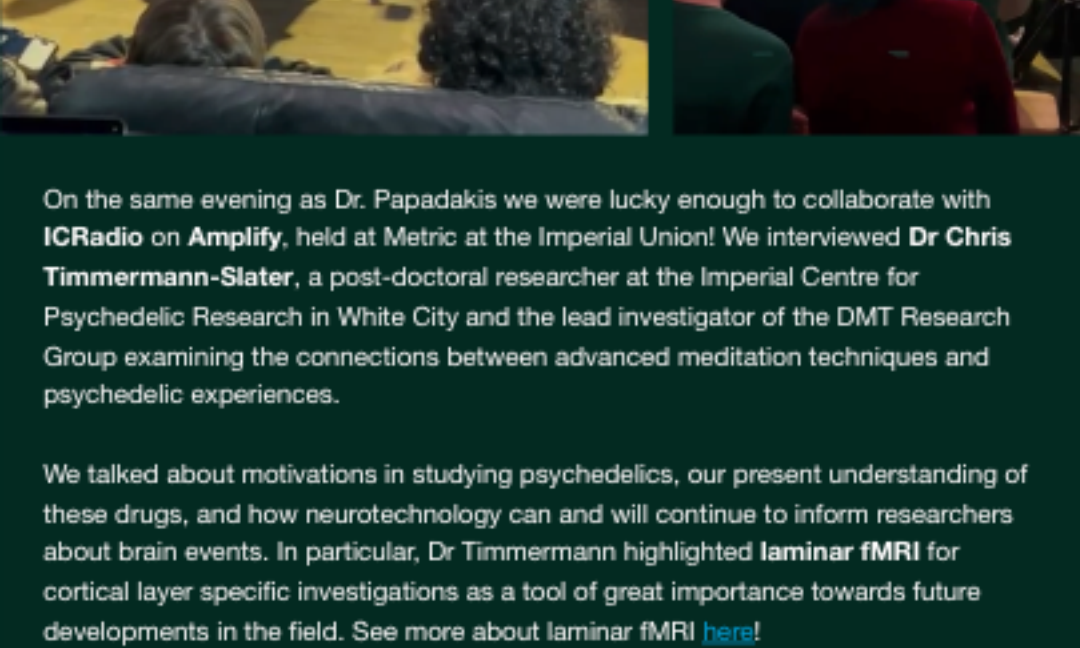 On the same evening as Dr. Papadakis we were lucky enough to collaborate with
ICRadio on Amplify, held at Metric at the Imperial Union! We interviewed Dr Chris
Timmermann-Slater, a post-doctoral researcher at the Imperial Centre for
Psychedelic Research in White City and the lead investigator of the DMT Research
Group examining the connections between advanced meditation techniques and
psychedelic experiences.
We talked about motivations in studying psychedelics, our present understanding of
these drugs, and how neurotechnology can and will continue to inform researchers
about brain events. In particular, Dr Timmermann highlighted laminar fMRI for
cortical layer specific investigations as a tool of great importance towards future
developments in the field. See more about laminar fMRI here!